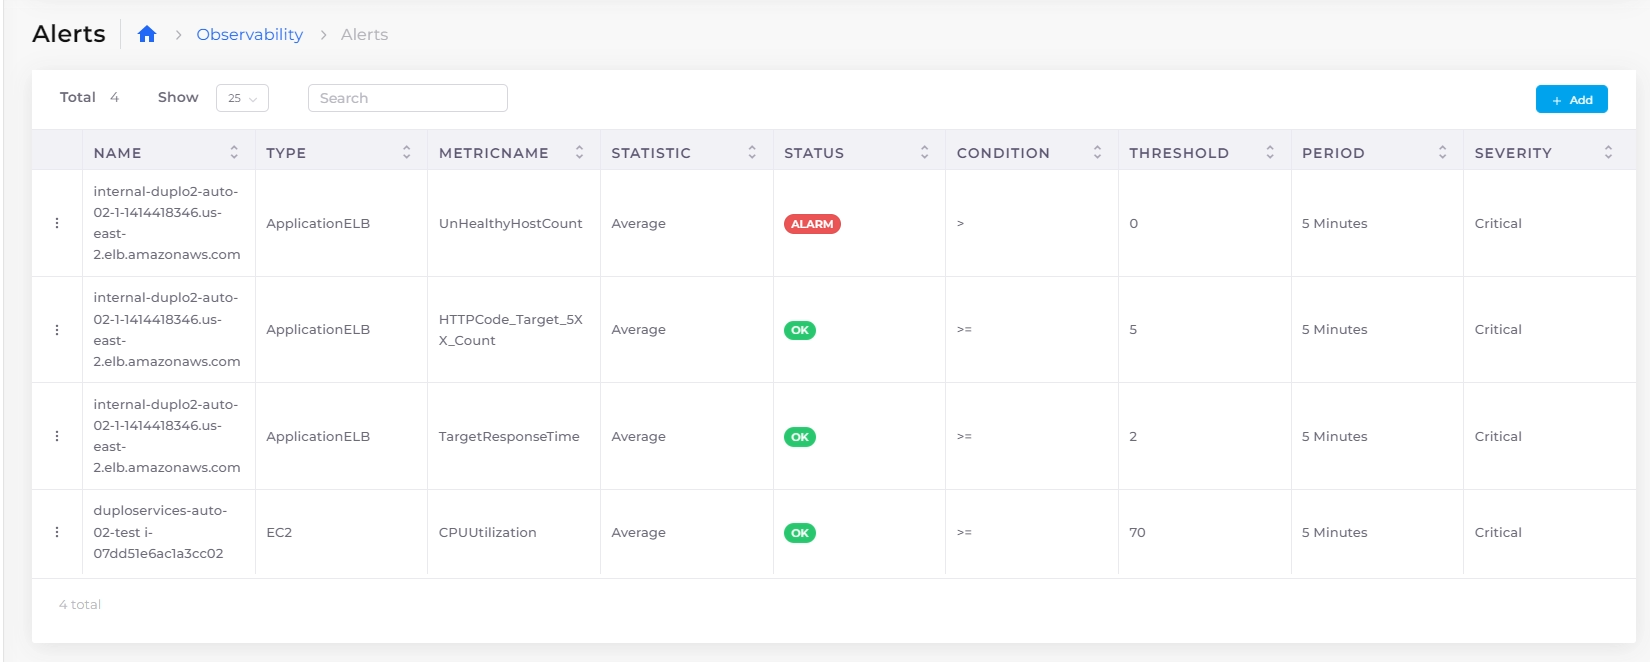 Alerts > Observability > Alerts
Total 4 Show 25 Search + Add
NAME TYPE METRICNAME STATISTIC STATUS CONDITION THRESHOLD PERIOD SEVERITY
internal-duplo2-auto-
02-1-1414418346.us-
east-
2.elb.amazonaws.com
ApplicationELB
UnHealthyHostCount
Average
ALARM
>
0
5 Minutes
Critical
internal-duplo2-auto-
02-1-1414418346.us-
east-
2.elb.amazonaws.com
ApplicationELB
HTTPCode_Target_5X
X_Count
Average
OK
>=
5
5 Minutes
Critical
internal-duplo2-auto-
02-1-1414418346.us-
east-
2.elb.amazonaws.com
ApplicationELB
TargetResponseTime
Average
OK
>=
2
5 Minutes
Critical
duploservices-auto-
02-test i-
07dd51e6ac1a3cc02
EC2
CPUUtilization
Average
OK
>=
70
5 Minutes
Critical
4 total